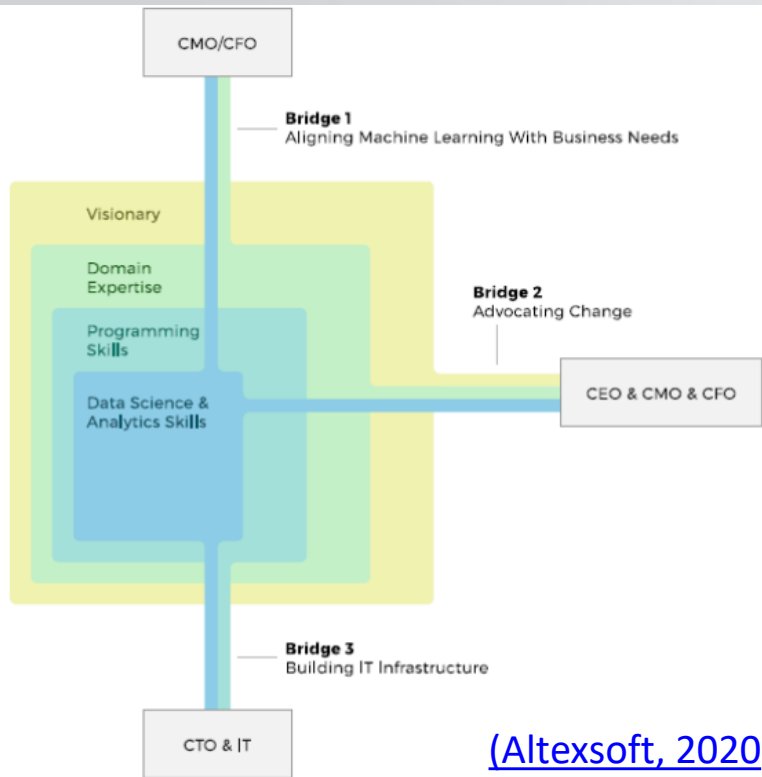 CMO/CFO
Bridge 1
Aligning Machine Learning With Business Needs
Visionary
Domain
Expertise
Programming
Skills
Data Science &
Analytics Skills
Bridge 2
Advocating Change
CEO & CMO & CFO
Bridge 3
Building IT Infrastructure
CTO & IT
(Altexsoft, 2020